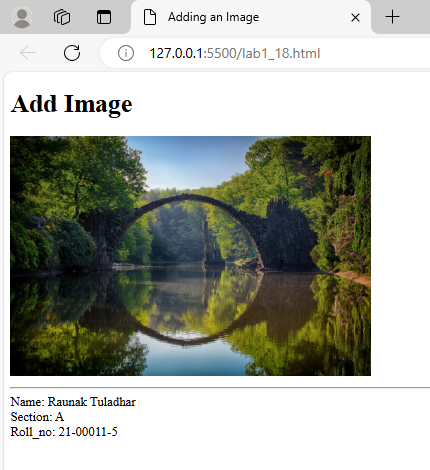 Adding an Image
127.0.0.1:5500/lab1_18.html
Add Image
Name: Raunak Tuladhar
Section: A
Roll_no: 21-00011-5